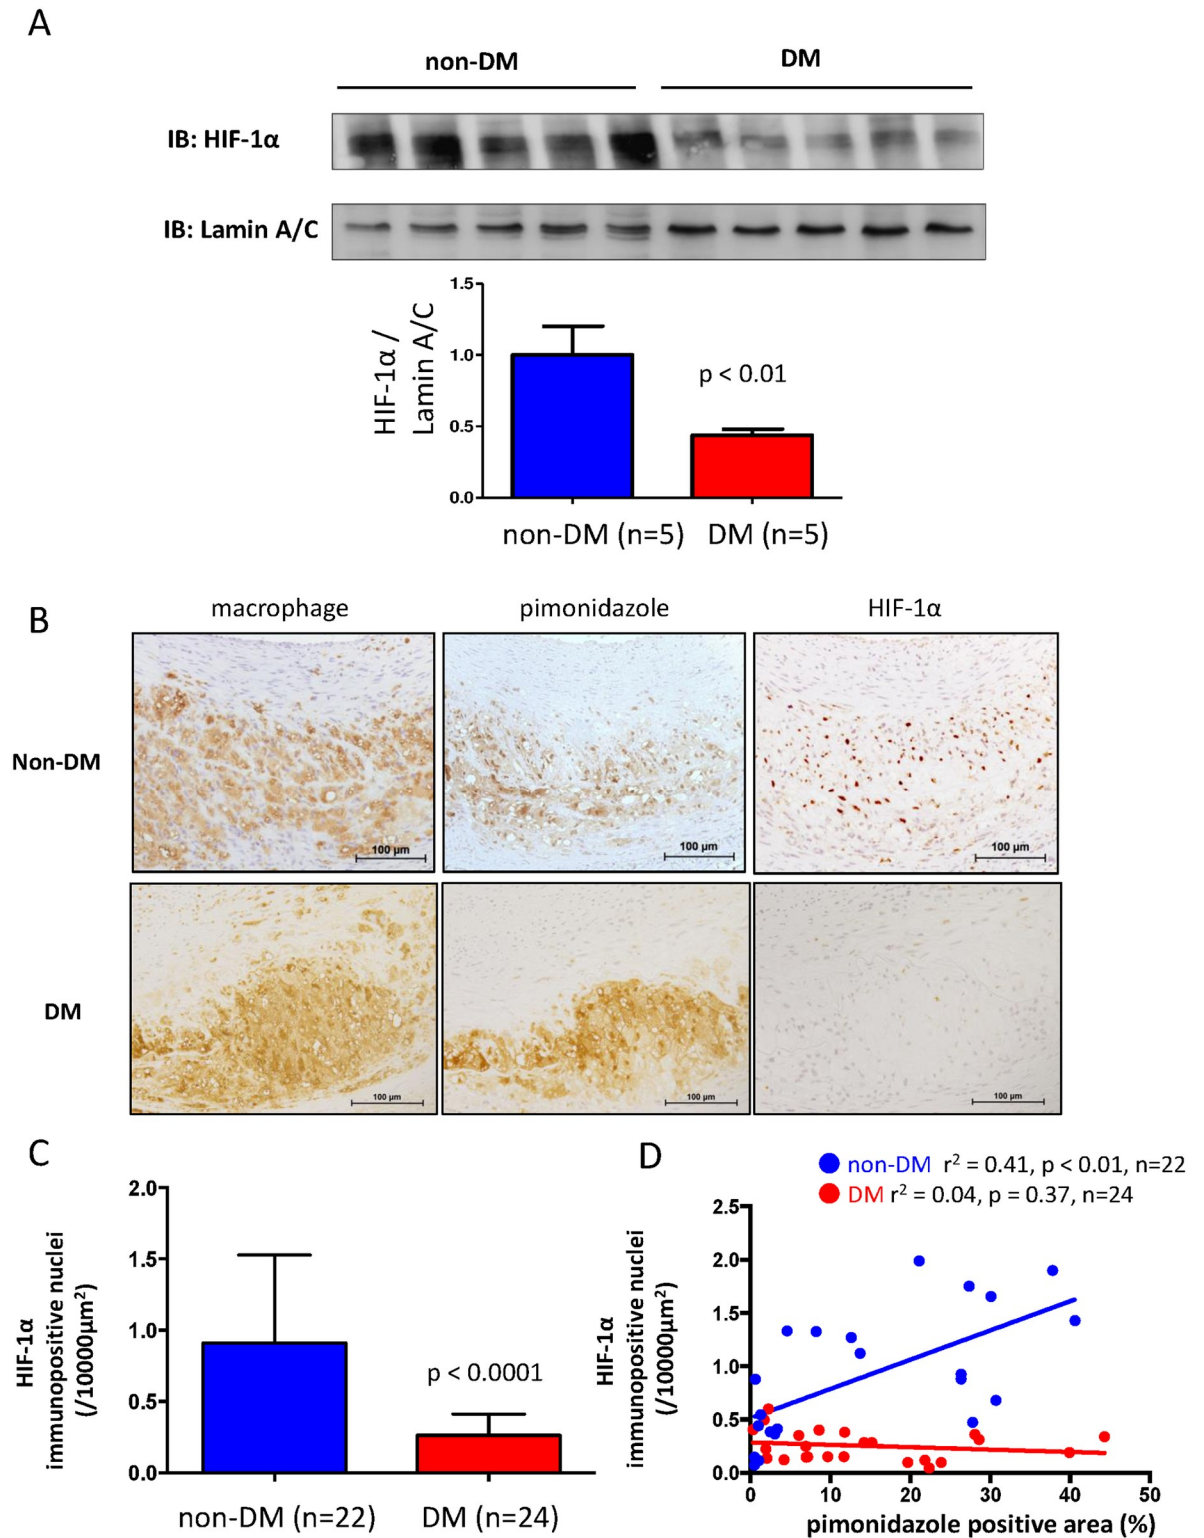 A
non-DM
DM
IB: HIF-1α
IB: Lamin A/C
HIF-1α /
Lamin A/C
1.5
1.0
0.5
0.0
p < 0.01
non-DM (n=5)
DM (n=5)
B
macrophage
pimonidazole
HIF-1α
Non-DM
100 µm
100 µm
100 µm
DM
100 µm
100 µm
100 µm
C
HIF-1α
immunopositive nuclei
(/10000µm²)
2.0
1.5
1.0
0.5
0.0
p < 0.0001
non-DM (n=22)
DM (n=24)
D
non-DM r² = 0.41, p < 0.01, n=22
DM r² = 0.04, p = 0.37, n=24
HIF-1α
immunopositive nuclei
(/10000µm²)
2.5
2.0
1.5
1.0
0.5
0.0
0 10 20 30 40 50
pimonidazole positive area (%)